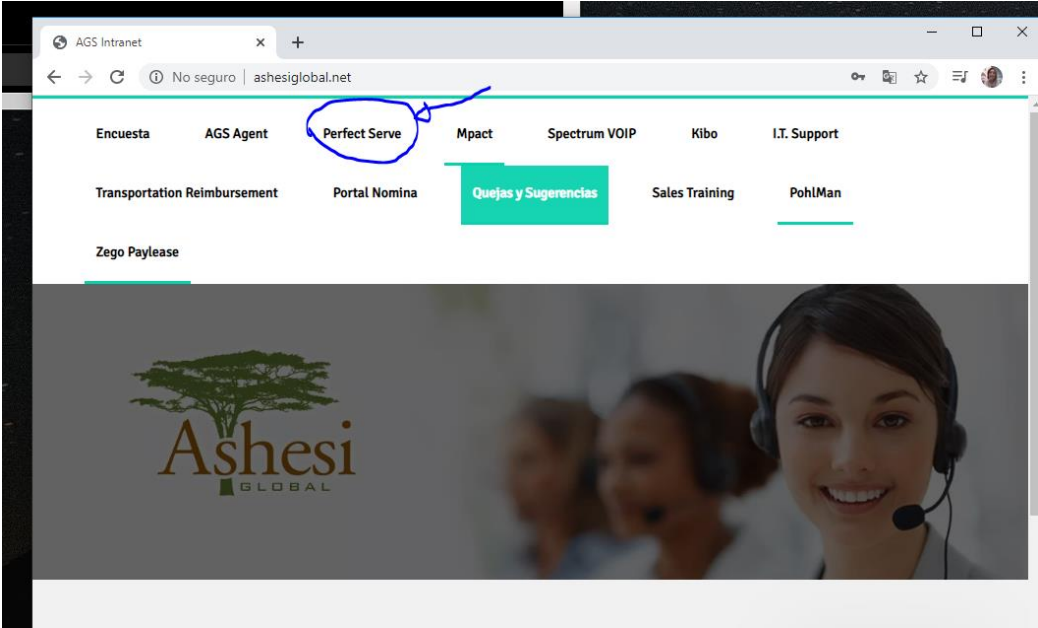 AGS Intranet
No seguro ashesiglobal.net
Encuesta AGS Agent Perfect Serve Mpact Spectrum VOIP Kibo I.T. Support
Transportation Reimbursement Portal Nomina Quejas y Sugerencias Sales Training PohlMan
Zego Paylease
Ashesi
GLOBAL